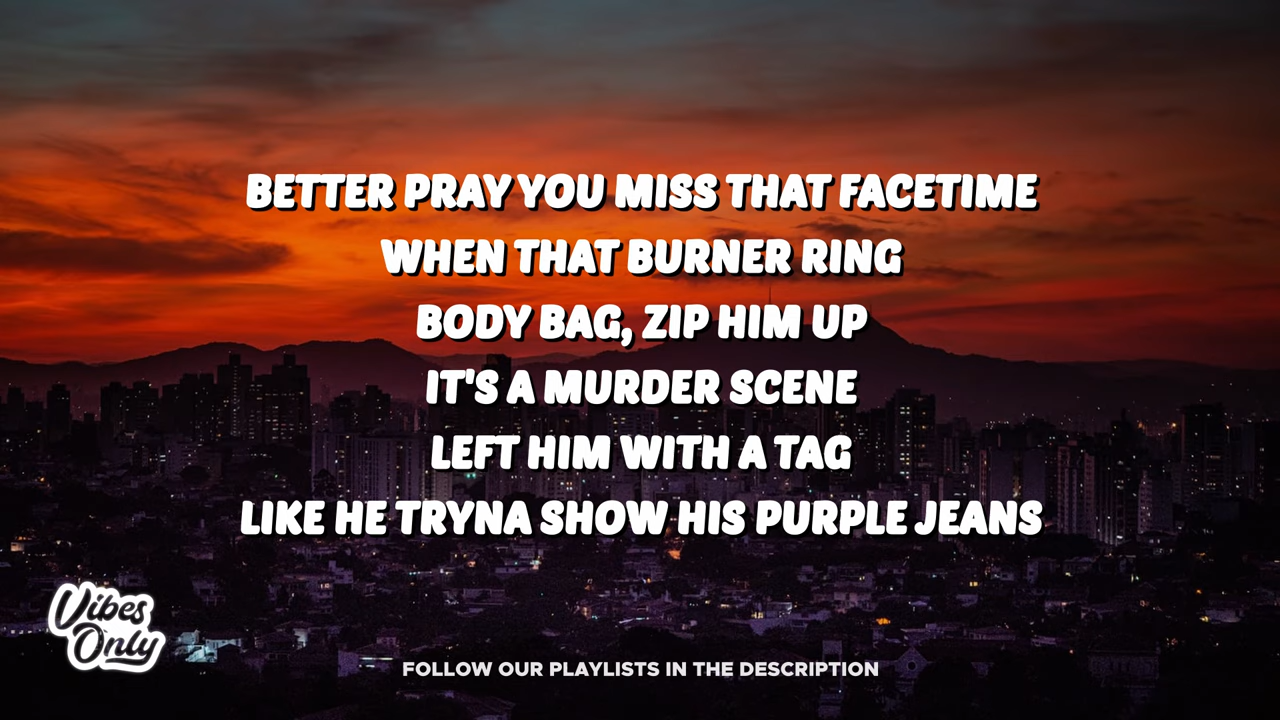 BETTER PRAY YOU MISS THAT FACETIME
WHEN THAT BURNER RING
BODY BAG, ZIP HIM UP
IT'S A MURDER SCENE
LEFT HIM WITH A TAG
LIKE HE TRYNA SHOW HIS PURPLE JEANS
Vibes
Only
FOLLOW OUR PLAYLISTS IN THE DESCRIPTION